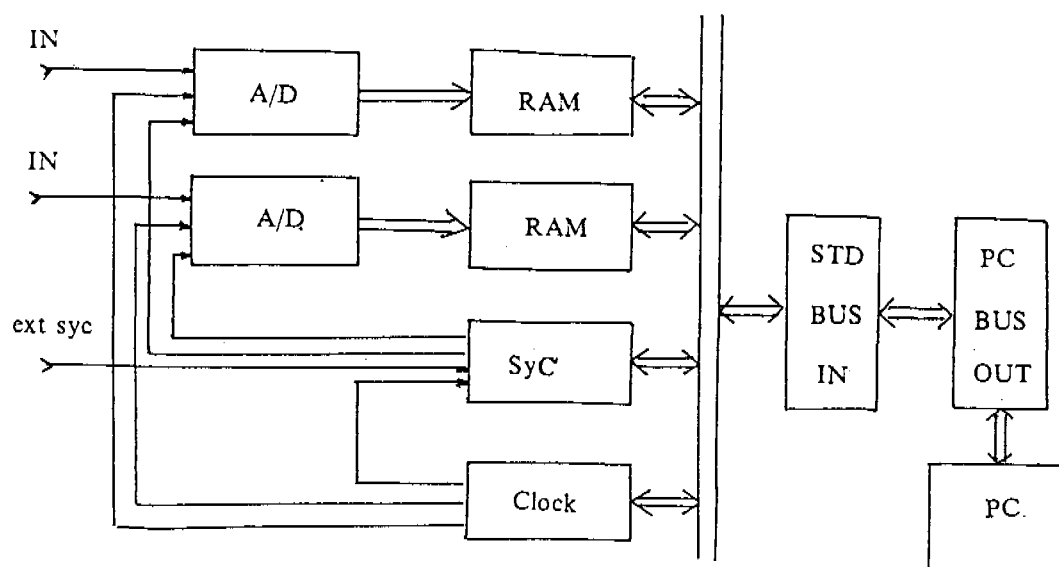 IN
A/D
RAM
IN
A/D
RAM
ext syc
SyC
Clock
STD
BUS
IN
PC
BUS
OUT
PC